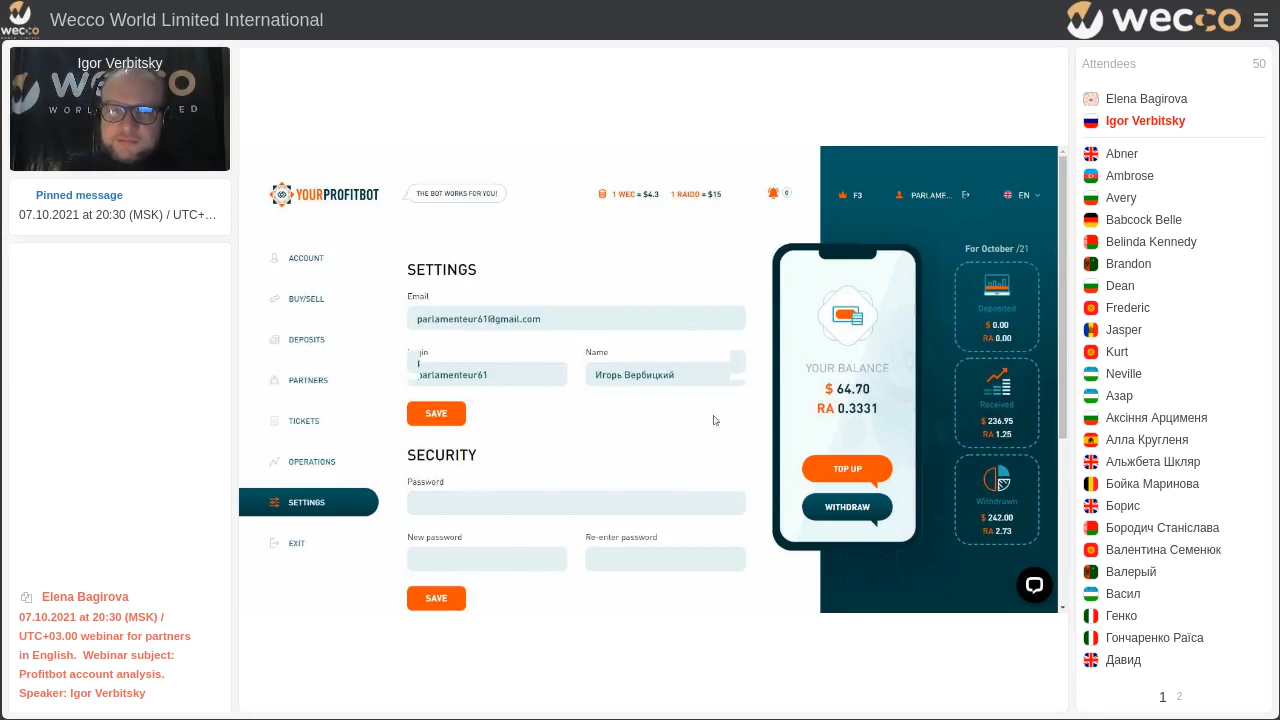 wecco
Wecco World Limited International
wecco
Igor Verbitsky
Pinned message
07.10.2021 at 20:30 (MSK) / UTC+…
Elena Bagirova
07.10.2021 at 20:30 (MSK) /
UTC+03.00 webinar for partners
in English. Webinar subject:
Profitbot account analysis.
Speaker: Igor Verbitsky
YOURPROFITBOT
THE BOT WORKS FOR YOU!
1 WEC = $4.3
1 RAIDO = $15
0
F3
PARLAME...
EN
ACCOUNT
BUY/SELL
DEPOSITS
PARTNERS
TICKETS
OPERATIONS
SETTINGS
EXIT
SETTINGS
Email
parlamenteur61@gmail.com
Name
parlamenteur61
Игорь Вербицкий
SAVE
SECURITY
Password
New password
Re-enter password
SAVE
YOUR BALANCE
$ 64.70
RA 0.3331
TOP UP
WITHDRAW
For October /21
Deposited
$ 0.00
RA 0.00
Received
$ 236.95
RA 1.25
Withdrawn
$ 242.00
RA 2.73
Attendees 50
Elena Bagirova
Igor Verbitsky
Abner
Ambrose
Avery
Babcock Belle
Belinda Kennedy
Brandon
Dean
Frederic
Jasper
Kurt
Neville
Азар
Аксіння Арцименя
Алла Кругленя
Альжбета Шкляр
Бойка Маринова
Борис
Бородич Станіслава
Валентина Семенюк
Валерый
Васил
Генко
Гончаренко Раїса
Давид
1 2